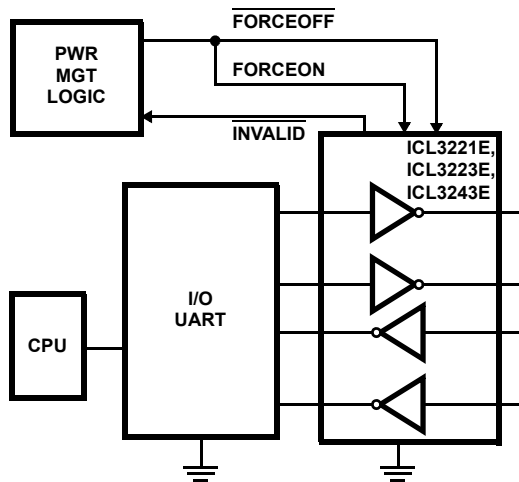 FORCEOFF
PWR
MGT
LOGIC
FORCEON
INVALID
ICL3221E,
ICL3223E,
ICL3243E
I/O
UART
CPU